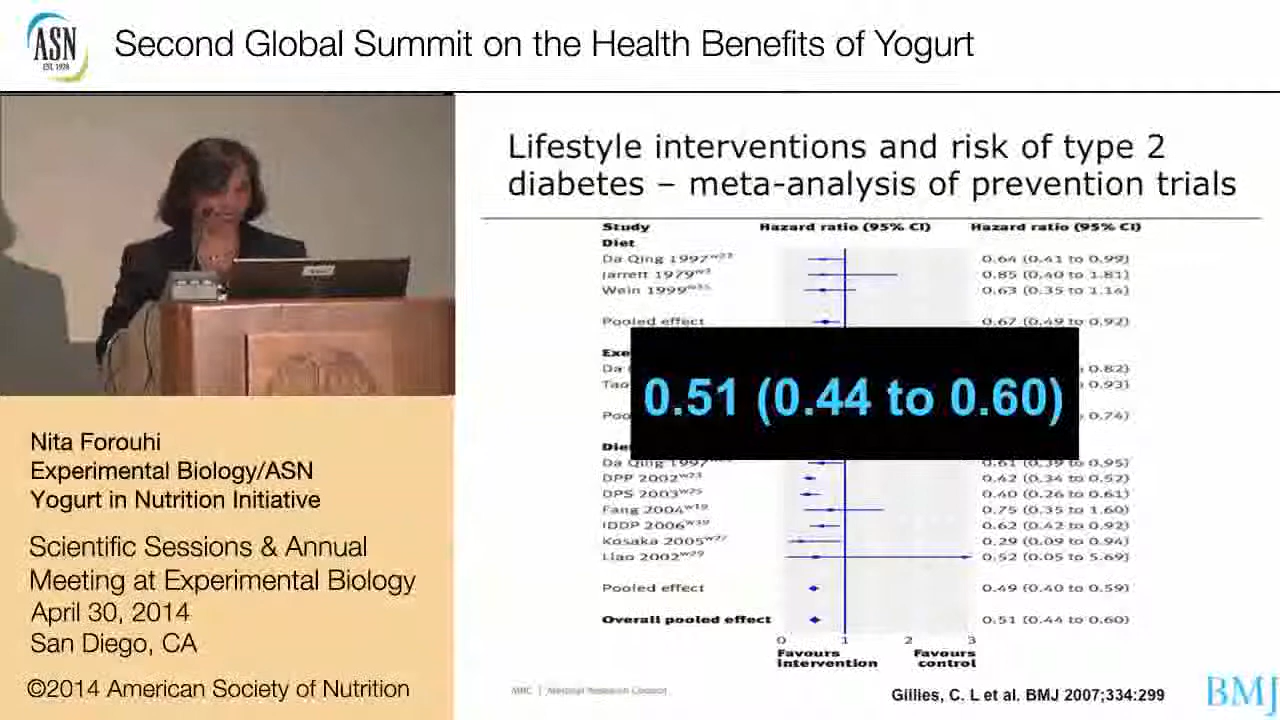 ASN
EST. 1928
Second Global Summit on the Health Benefits of Yogurt
Lifestyle interventions and risk of type 2
diabetes – meta-analysis of prevention trials
Study Hazard ratio (95% CI) Hazard ratio (95% CI)
Diet
Da Qing 1997 0.64 (0.41 to 0.99)
Jarrett 1979 0.85 (0.40 to 1.81)
Wein 1999 0.63 (0.35 to 1.14)
Pooled effect 0.67 (0.49 to 0.92)
0.82)
0.93)
0.74)
0.51 (0.44 to 0.60)
Da Qing 1997 0.61 (0.39 to 0.95)
DPP 2002 0.42 (0.34 to 0.52)
DPS 2003 0.40 (0.26 to 0.61)
Fang 2004 0.75 (0.35 to 1.60)
IDDP 2006 0.62 (0.42 to 0.92)
Kosaka 2005 0.29 (0.09 to 0.94)
Liao 2002 0.52 (0.05 to 5.69)
Pooled effect 0.49 (0.40 to 0.59)
Overall pooled effect 0.51 (0.44 to 0.60)
0 1 2 3
Favours intervention Favours control
MRC | Medical Research Council
Gillies, C. L et al. BMJ 2007;334:299
BMJ
Nita Forouhi
Experimental Biology/ASN
Yogurt in Nutrition Initiative
Scientific Sessions & Annual
Meeting at Experimental Biology
April 30, 2014
San Diego, CA
©2014 American Society of Nutrition